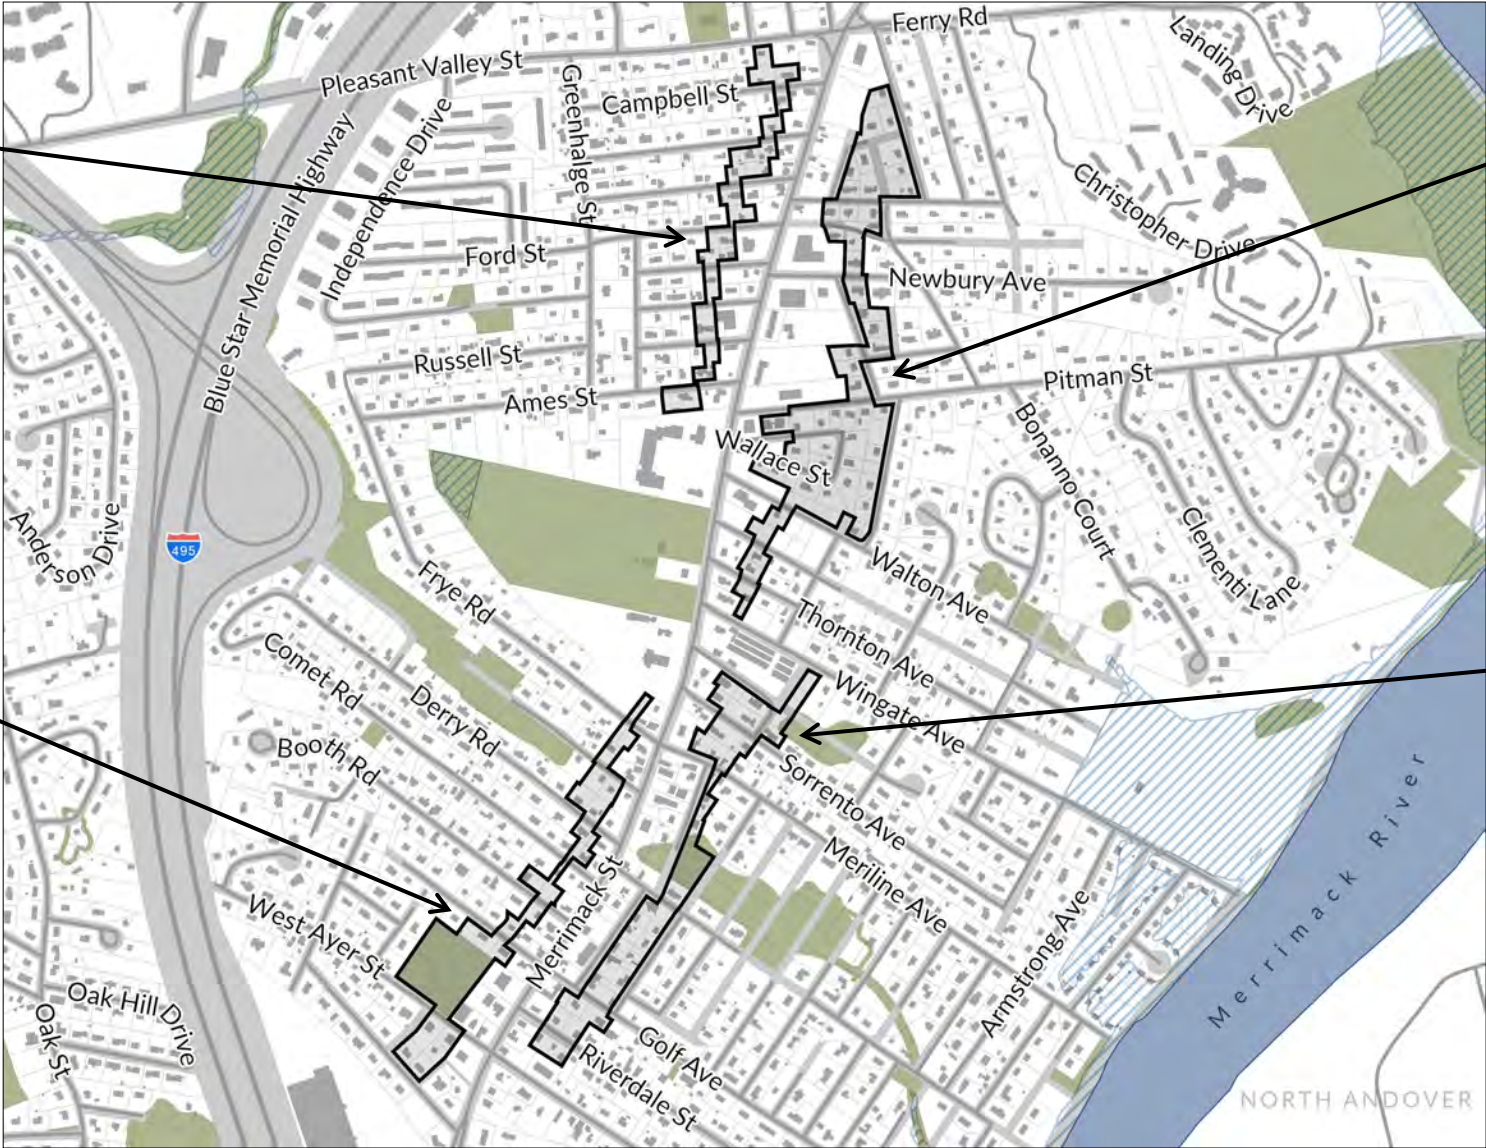 Ferry Rd
Landing Drive
Pleasant Valley St
Greenhalge St
Campbell St
Independence Drive
Blue Star Memorial Highway
Christopher Drive
Ford St
Newbury Ave
Russell St
Pitman St
Ames St
Wallace St
Bonanno Court
Anderson Drive
495
Clementi Lane
Walton Ave
Frye Rd
Thornton Ave
Comet Rd
Derry Rd
Wingate Ave
Booth Rd
Sorrento Ave
Merrimack River
Meriline Ave
Merrimack St
West Ayer St
Armstrong Ave
Oak Hill Drive
Oak St
Golf Ave
Riverdale St
NORTH ANDOVER